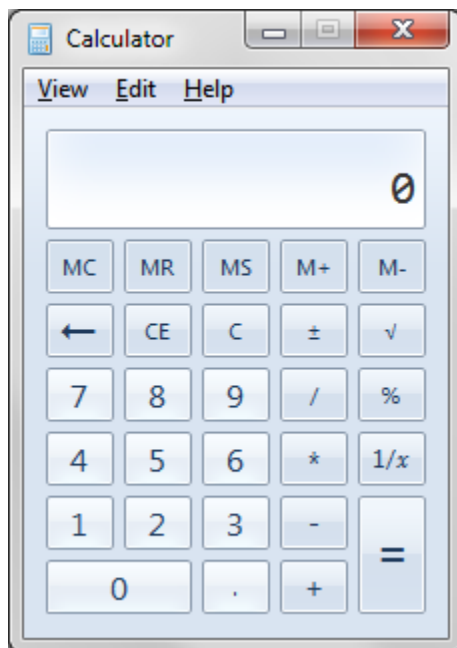 Calculator
View Edit Help
0
MC MR MS M+ M-
← CE C ± √
7 8 9 / %
4 5 6 * 1/x
1 2 3 - =
0 . +